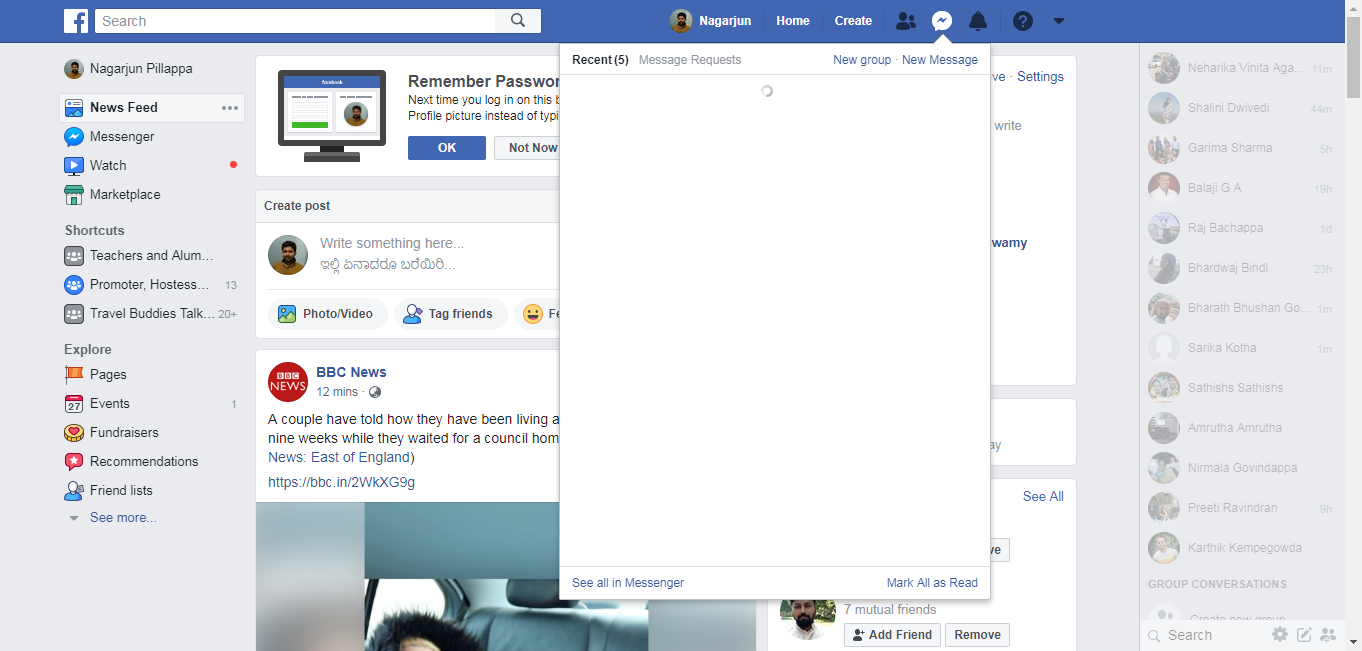 Search
Nagarjun
Home
Create
Nagarjun Pillappa
News Feed
Messenger
Watch
Marketplace
Shortcuts
Teachers and Alum...
Promoter, Hostess... 13
Travel Buddies Talk... 20+
Explore
Pages
Events 1
Fundraisers
Recommendations
Friend lists
See more...
facebook
Remember Passwor
Next time you log in on this b
Profile picture instead of typi
OK
Not Now
Create post
Write something here...
ಇಲ್ಲಿ ಏನಾದರೂ ಬರೆಯಿರಿ...
Photo/Video
Tag friends
Fe
BBC NEWS
BBC News
12 mins ·
A couple have told how they have been living a
nine weeks while they waited for a council hom
News: East of England)
https://bbc.in/2WkXG9g
Recent (5)
Message Requests
New group · New Message
See all in Messenger
Mark All as Read
ve · Settings
write
wamy
ay
See All
ve
7 mutual friends
Add Friend
Remove
Neharika Vinita Aga... 11m
Shalini Dwivedi 44m
Garima Sharma 5h
Balaji G A 19h
Raj Bachappa 1d
Bhardwaj Bindi 23h
Bharath Bhushan Go... 1m
Sarika Kotha 1m
Sathishs Sathishs
Amrutha Amrutha
Nirmala Govindappa
Preeti Ravindran 9h
Karthik Kempegowda
GROUP CONVERSATIONS
Create new group
Search